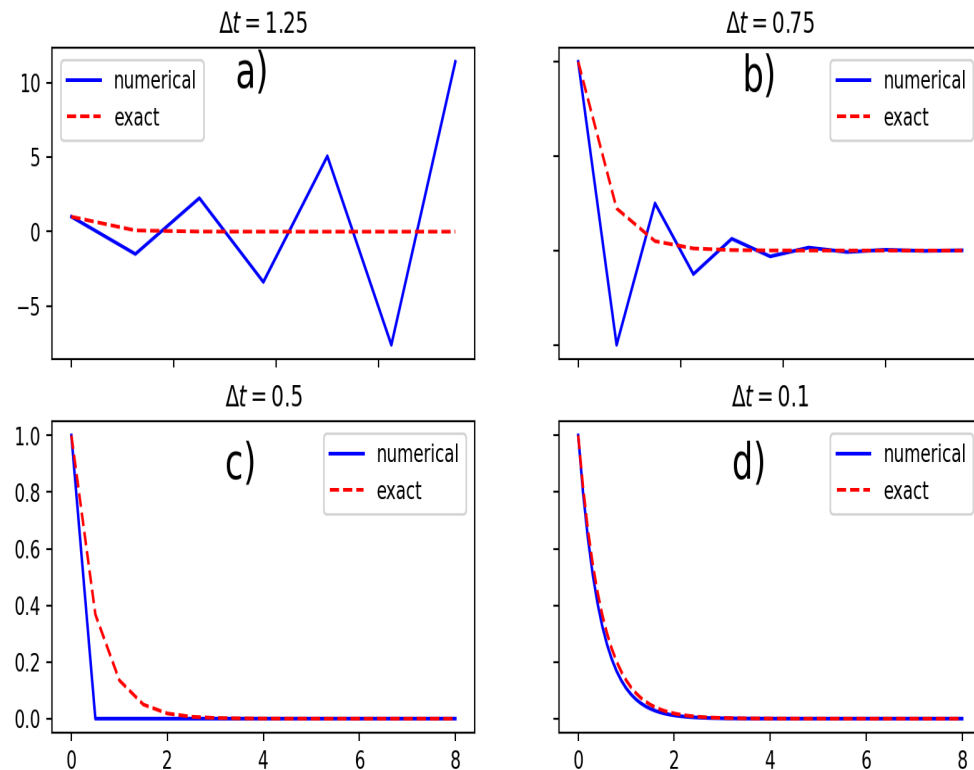 Δt = 1.25
numerical
exact
a)
10
5
0
−5
Δt = 0.75
b)
numerical
exact
Δt = 0.5
c)
numerical
exact
1.0
0.8
0.6
0.4
0.2
0.0
0 2 4 6 8
Δt = 0.1
d)
numerical
exact
0 2 4 6 8